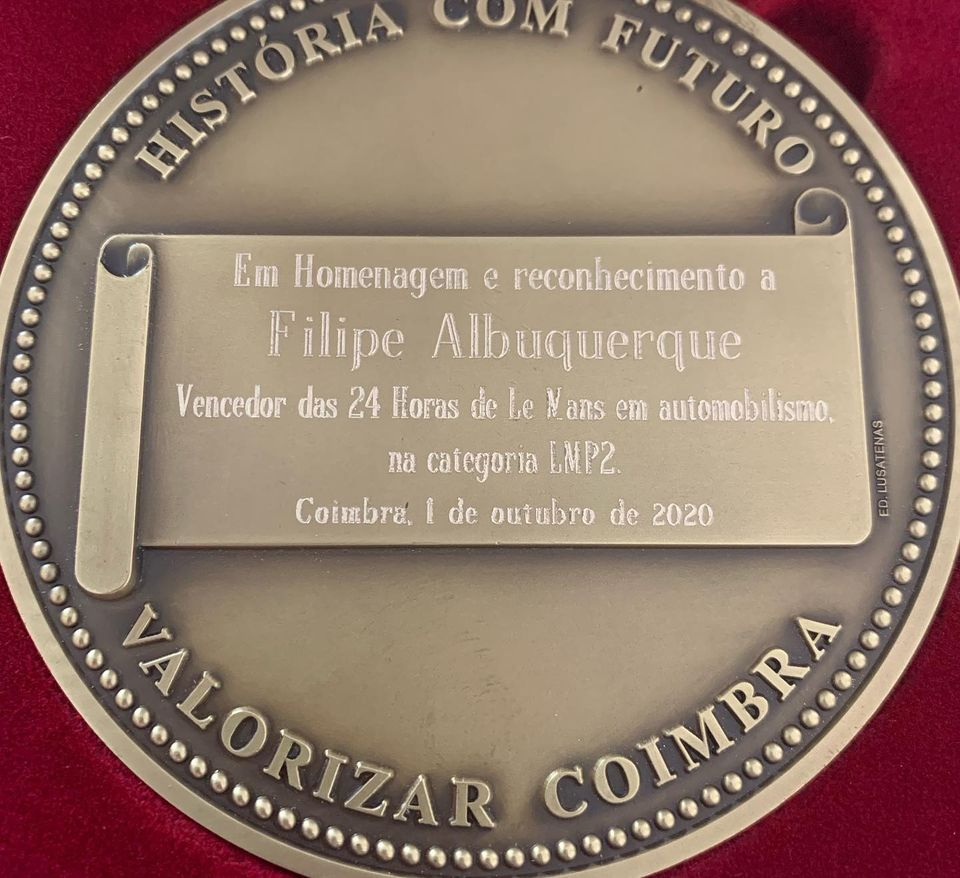 HISTÓRIA COM FUTURO
Em Homenagem e reconhecimento a
Filipe Albuquerque
Vencedor das 24 Horas de Le Mans em automobilismo,
na categoria LMP2.
Coimbra, 1 de outubro de 2020
ED. LUSATENAS
VALORIZAR COIMBRA